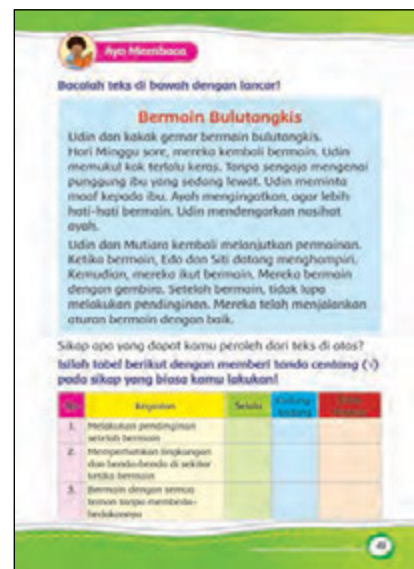 Ayo Membaca
Bacalah teks di bawah dengan lancar!
Bermain Bulutangkis
Udin dan kakak gemar bermain bulutangkis.
Hari Minggu sore, mereka kembali bermain. Udin
memukul kok terlalu keras. Tanpa sengaja mengenai
punggung ibu yang sedang lewat. Udin meminta
maaf kepada ibu. Ayah mengingatkan, agar lebih
hati-hati bermain. Udin mendengarkan nasihat
ayah.
Udin dan Mutiara kembali melanjutkan permainan.
Ketika bermain, Edo dan Siti datang menghampiri.
Kemudian, mereka ikut bermain. Mereka bermain
dengan gembira. Setelah bermain, tidak lupa
melakukan pendinginan. Mereka telah menjalankan
aturan bermain dengan baik.
Sikap apa yang dapat kamu peroleh dari teks di atas?
Isilah tabel berikut dengan memberi tanda centang (√)
pada sikap yang biasa kamu lakukan!
No Kegiatan Selalu Kadang-
kadang
1. Melakukan pendinginan
setelah bermain
2. Memperhatikan lingkungan
dan benda-benda di sekitar
ketika bermain
3. Bermain dengan semua
teman tanpa membeda-
bedakannya